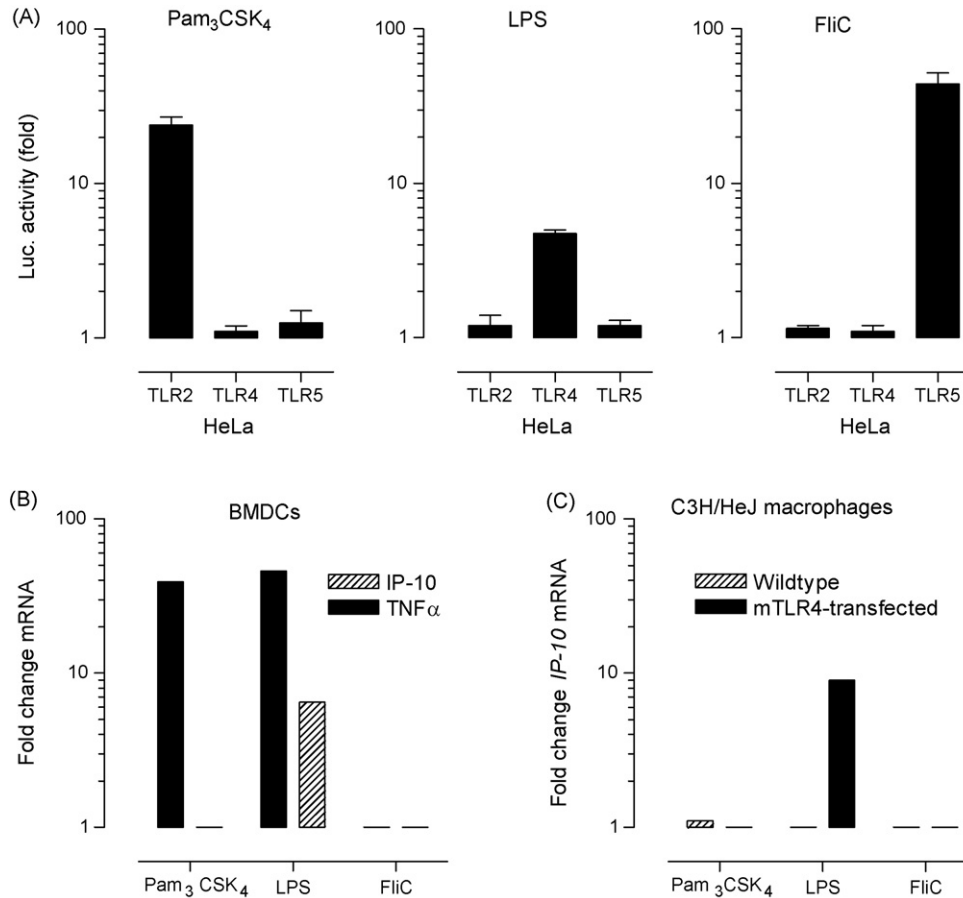 (A)
Pam₃CSK₄
LPS
FliC
Luc. activity (fold)
100
10
1
100
10
1
100
10
1
TLR2 TLR4 TLR5
HeLa
TLR2 TLR4 TLR5
HeLa
TLR2 TLR4 TLR5
HeLa
(B)
BMDCs
Fold change mRNA
100
10
1
IP-10
TNFα
Pam₃ CSK₄ LPS FliC
(C)
C3H/HeJ macrophages
Fold change IP-10 mRNA
100
10
1
Wildtype
mTLR4-transfected
Pam₃CSK₄ LPS FliC